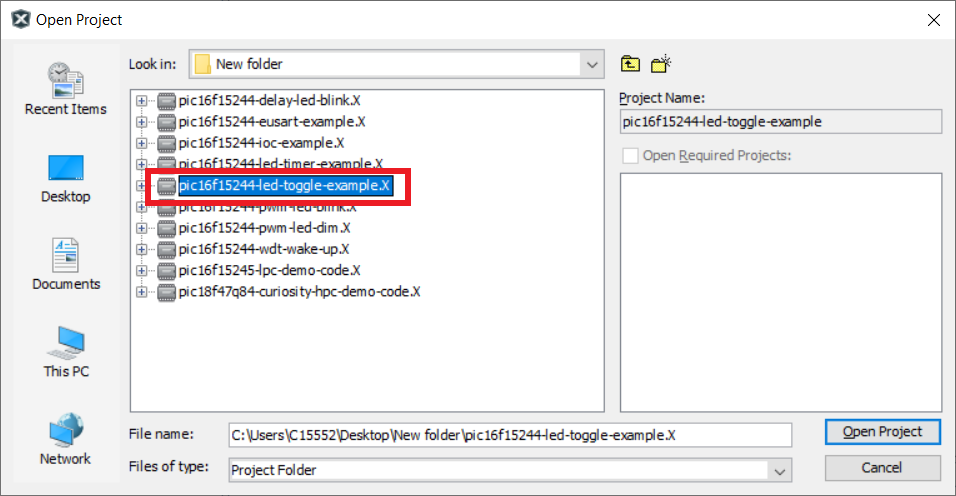 Open Project
Look in:
New folder
Recent Items
Desktop
Documents
This PC
Network
pic16f15244-delay-led-blink.X
pic16f15244-eusart-example.X
pic16f15244-ioc-example.X
pic16f15244-led-timer-example.X
pic16f15244-led-toggle-example.X
pic16f15244-pwm-led-blink.X
pic16f15244-pwm-led-dim.X
pic16f15244-wdt-wake-up.X
pic16f15245-lpc-demo-code.X
pic18f47q84-curiosity-hpc-demo-code.X
Project Name:
pic16f15244-led-toggle-example
Open Required Projects:
File name:
C:\Users\C15552\Desktop\New folder\pic16f15244-led-toggle-example.X
Open Project
Files of type:
Project Folder
Cancel